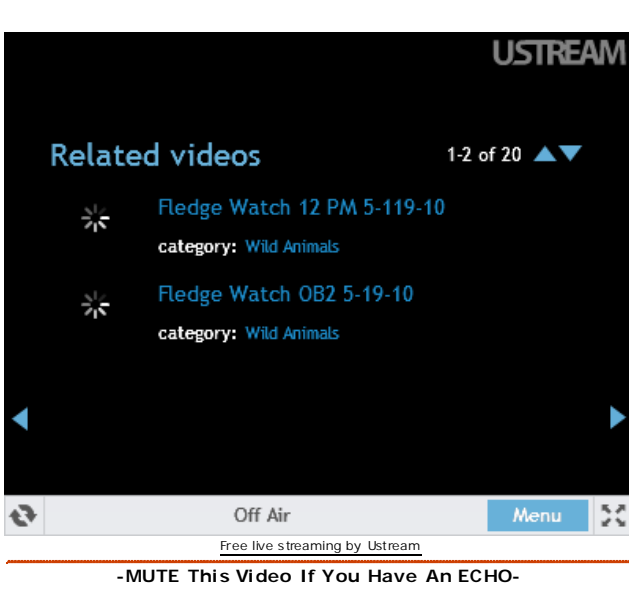 USTREAM
Related videos 1-2 of 20
Fledge Watch 12 PM 5-119-10
category: Wild Animals
Fledge Watch OB2 5-19-10
category: Wild Animals
Off Air Menu
Free live streaming by Ustream
-MUTE This Video If You Have An ECHO-